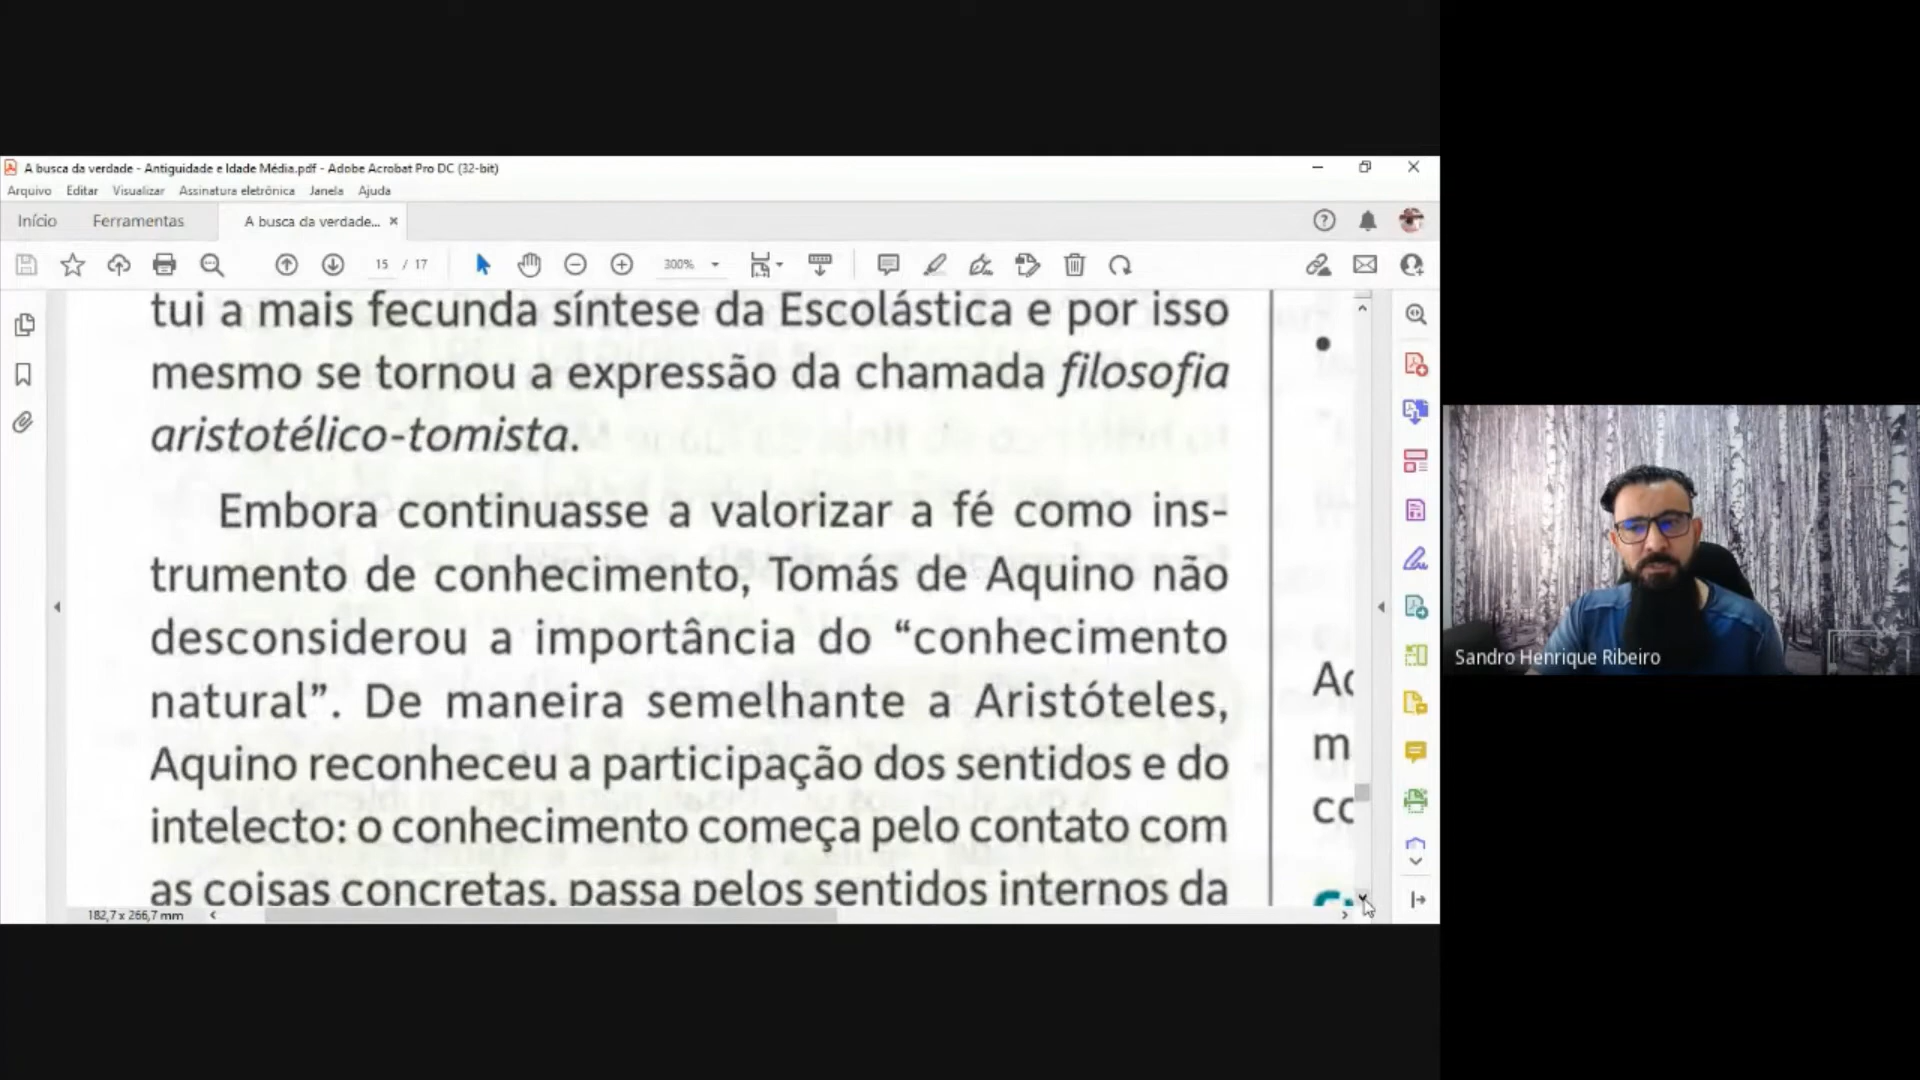 A busca da verdade - Antiguidade e Idade Média.pdf - Adobe Acrobat Pro DC (32-bit)
Arquivo Editar Visualizar Assinatura eletrônica Janela Ajuda
Início Ferramentas A busca da verdade... ×
15 / 17 300%
tui a mais fecunda síntese da Escolástica e por isso
mesmo se tornou a expressão da chamada filosofia
aristotélico-tomista.
Embora continuasse a valorizar a fé como ins-
trumento de conhecimento, Tomás de Aquino não
desconsiderou a importância do “conhecimento
natural”. De maneira semelhante a Aristóteles,
Aquino reconheceu a participação dos sentidos e do
intelecto: o conhecimento começa pelo contato com
as coisas concretas, passa pelos sentidos internos da
182,7 x 266,7 mm
Sandro Henrique Ribeiro